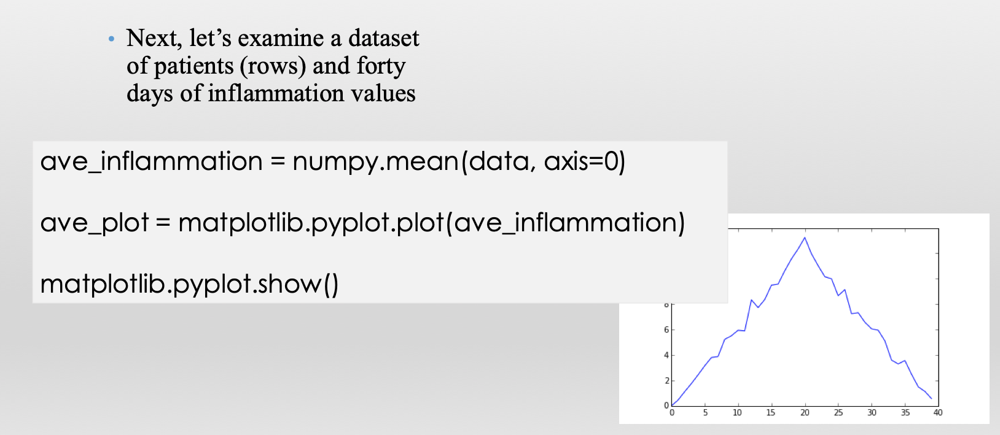 Next, let’s examine a dataset
of patients (rows) and forty
days of inflammation values
ave_inflammation = numpy.mean(data, axis=0)
ave_plot = matplotlib.pyplot.plot(ave_inflammation)
matplotlib.pyplot.show()
8
6
4
2
0
0 5 10 15 20 25 30 35 40